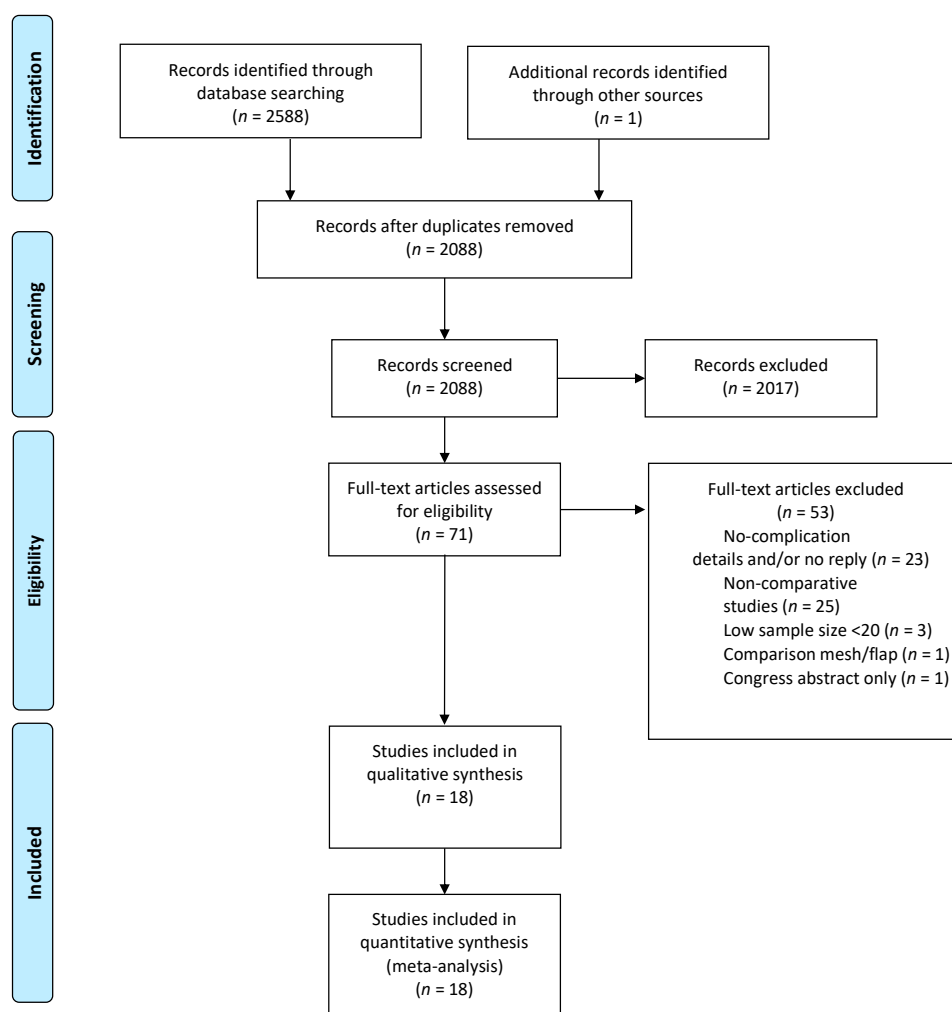 Identification
Records identified through
database searching
(n = 2588)
Additional records identified
through other sources
(n = 1)
Records after duplicates removed
(n = 2088)
Screening
Records screened
(n = 2088)
Records excluded
(n = 2017)
Eligibility
Full-text articles assessed
for eligibility
(n = 71)
Full-text articles excluded
(n = 53)
No-complication
details and/or no reply (n = 23)
Non-comparative
studies (n = 25)
Low sample size <20 (n = 3)
Comparison mesh/flap (n = 1)
Congress abstract only (n = 1)
Included
Studies included in
qualitative synthesis
(n = 18)
Studies included in
quantitative synthesis
(meta-analysis)
(n = 18)